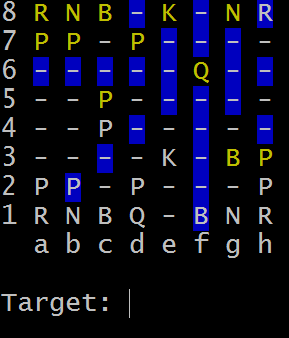 8 R N B - K - N R
7 P P - P - - - -
6 - - - - - Q - -
5 - - P - - - - -
4 - - P - - - - -
3 - - - - K - B P
2 P P - P - - - P
1 R N B Q - B N R
a b c d e f g h
Target: